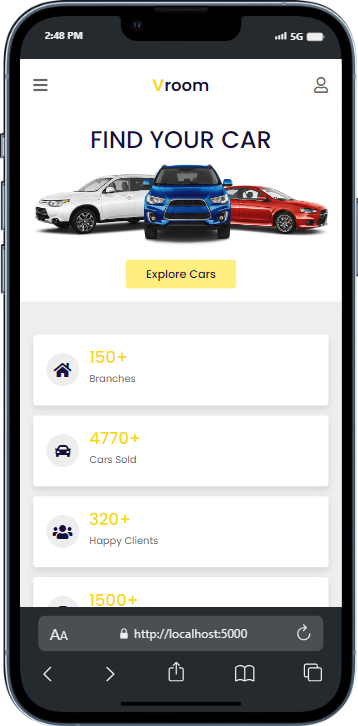 2:48 PM 5G
Vroom
FIND YOUR CAR
Explore Cars
150+
Branches
4770+
Cars Sold
320+
Happy Clients
1500+
AA http://localhost:5000